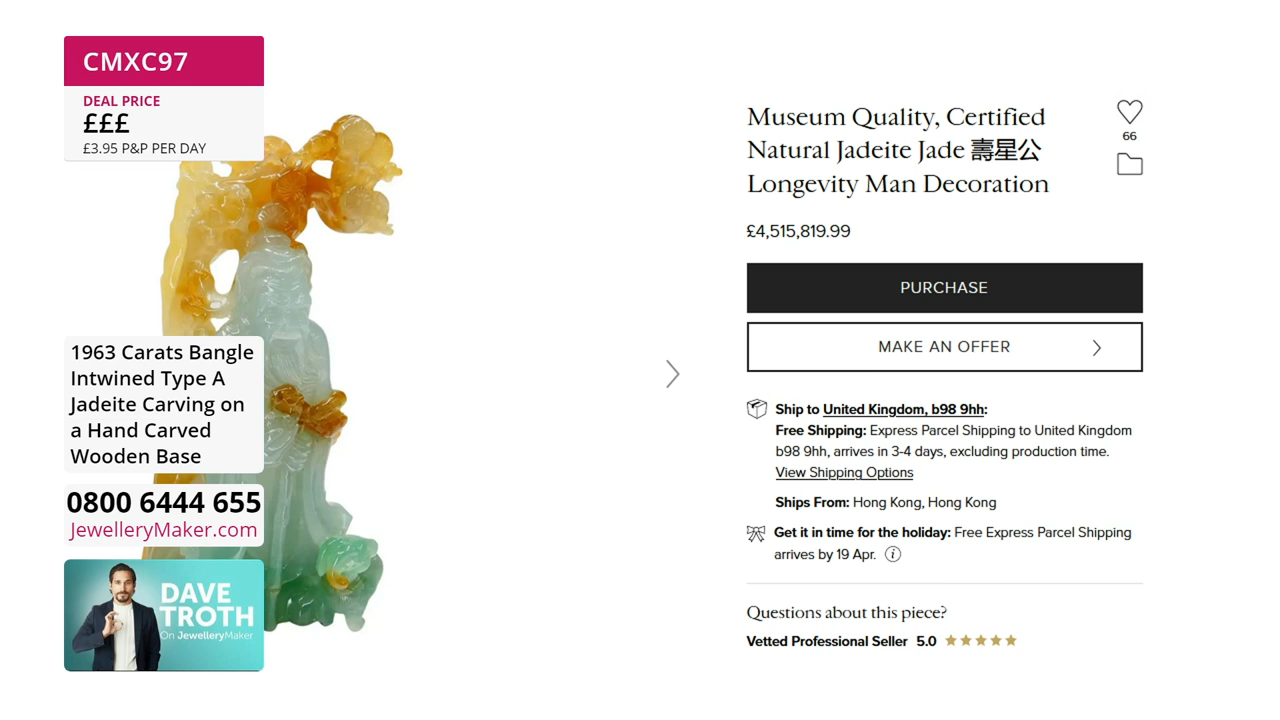 CMXC97
DEAL PRICE
£££
£3.95 P&P PER DAY
1963 Carats Bangle
Intwined Type A
Jadeite Carving on
a Hand Carved
Wooden Base
0800 6444 655
JewelleryMaker.com
DAVE
TROTH
On JewelleryMaker
Museum Quality, Certified
Natural Jadeite Jade 壽星公
Longevity Man Decoration
66
£4,515,819.99
PURCHASE
MAKE AN OFFER
Ship to United Kingdom, b98 9hh:
Free Shipping: Express Parcel Shipping to United Kingdom
b98 9hh, arrives in 3-4 days, excluding production time.
View Shipping Options
Ships From: Hong Kong, Hong Kong
Get it in time for the holiday: Free Express Parcel Shipping
arrives by 19 Apr. i
Questions about this piece?
Vetted Professional Seller 5.0